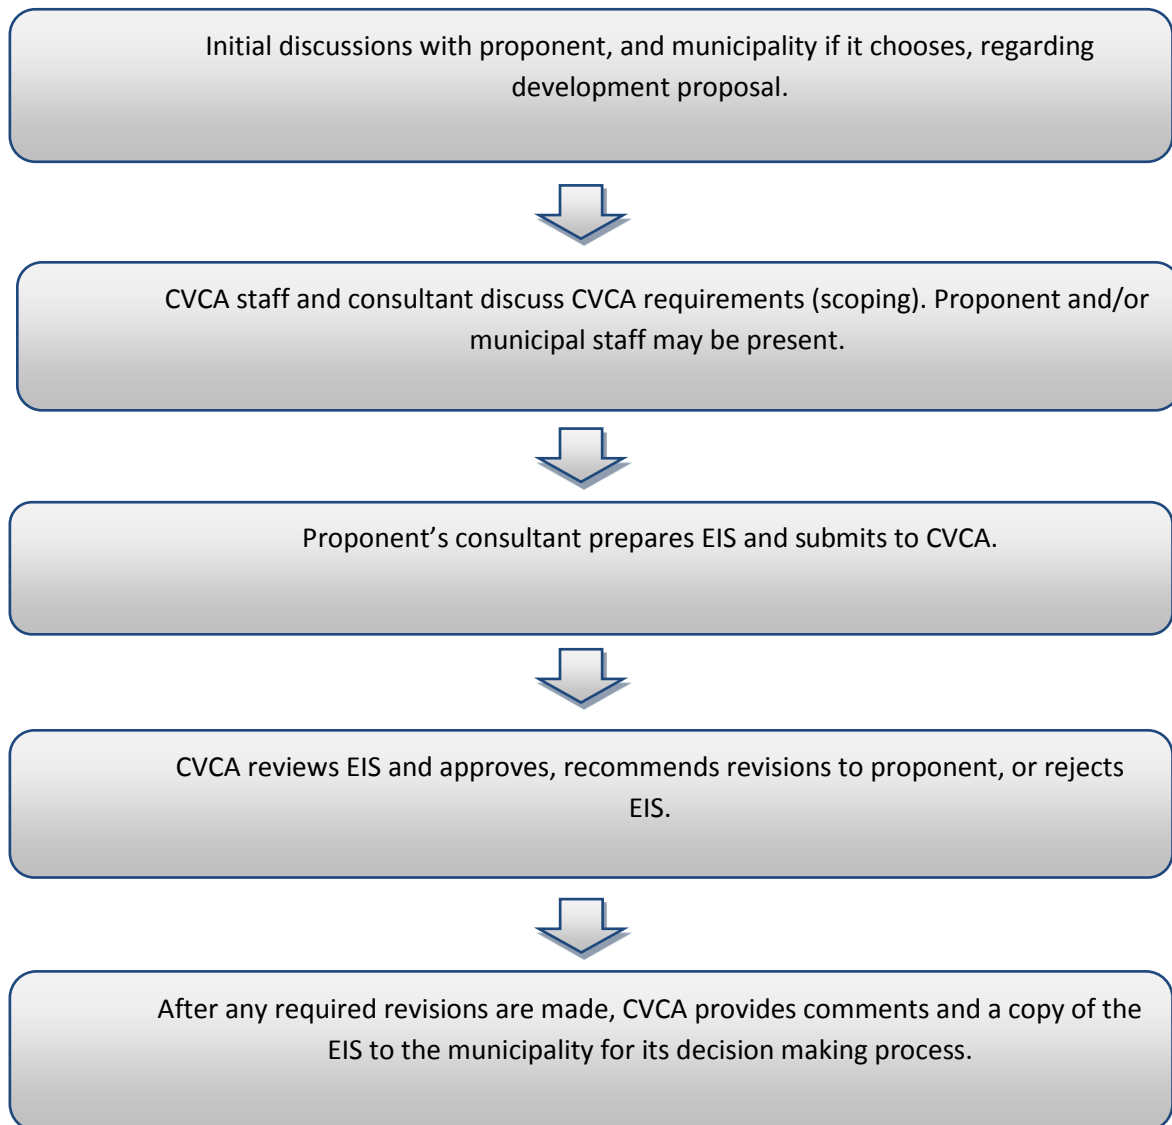 Initial discussions with proponent, and municipality if it chooses, regarding
development proposal.
CVCA staff and consultant discuss CVCA requirements (scoping). Proponent and/or
municipal staff may be present.
Proponent’s consultant prepares EIS and submits to CVCA.
CVCA reviews EIS and approves, recommends revisions to proponent, or rejects
EIS.
After any required revisions are made, CVCA provides comments and a copy of the
EIS to the municipality for its decision making process.